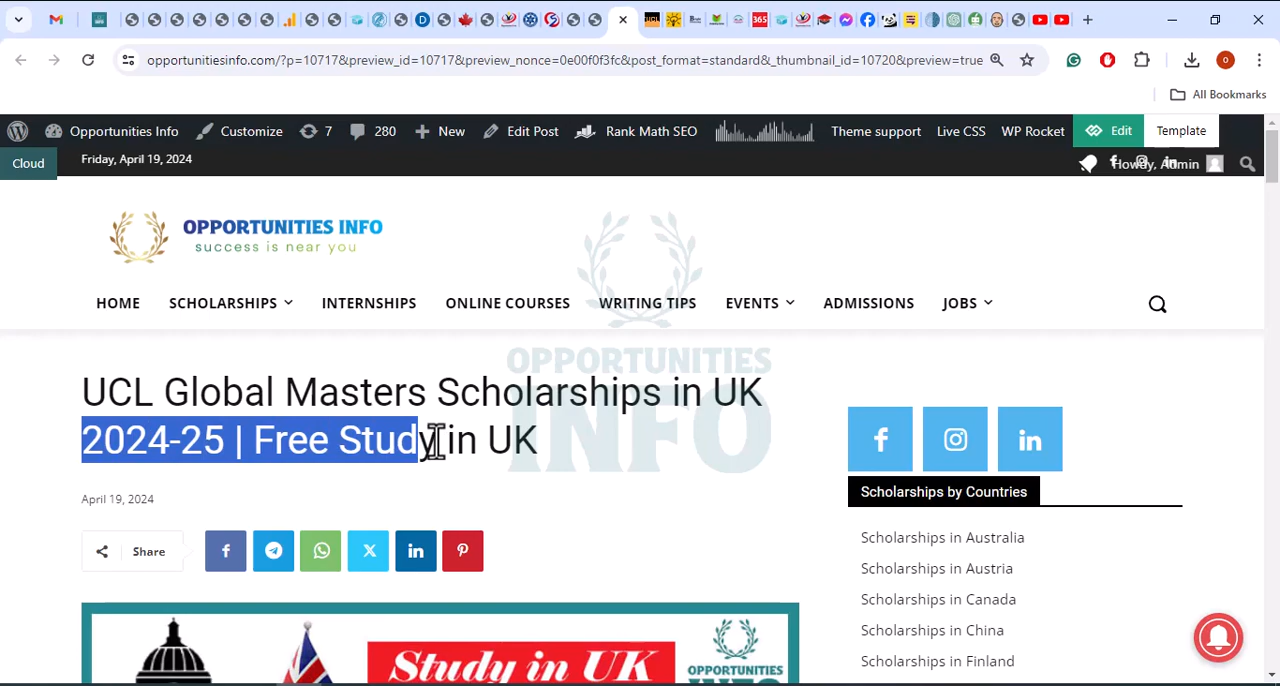 UCL
365
opportunitiesinfo.com/?p=10717&preview_id=10717&preview_nonce=0e00f0f3fc&post_format=standard&_thumbnail_id=10720&preview=true
O
All Bookmarks
Opportunities Info
Customize
7
280
New
Edit Post
Rank Math SEO
Theme support
Live CSS
WP Rocket
Edit
Template
Cloud
Friday, April 19, 2024
Howdy, Admin
OPPORTUNITIES INFO
success is near you
HOME
SCHOLARSHIPS
INTERNSHIPS
ONLINE COURSES
WRITING TIPS
EVENTS
ADMISSIONS
JOBS
OPPORTUNITIES
INFO
UCL Global Masters Scholarships in UK
2024-25 | Free Study in UK
April 19, 2024
Share
Scholarships by Countries
Scholarships in Australia
Scholarships in Austria
Scholarships in Canada
Scholarships in China
Scholarships in Finland
Study in UK
OPPORTUNITIES